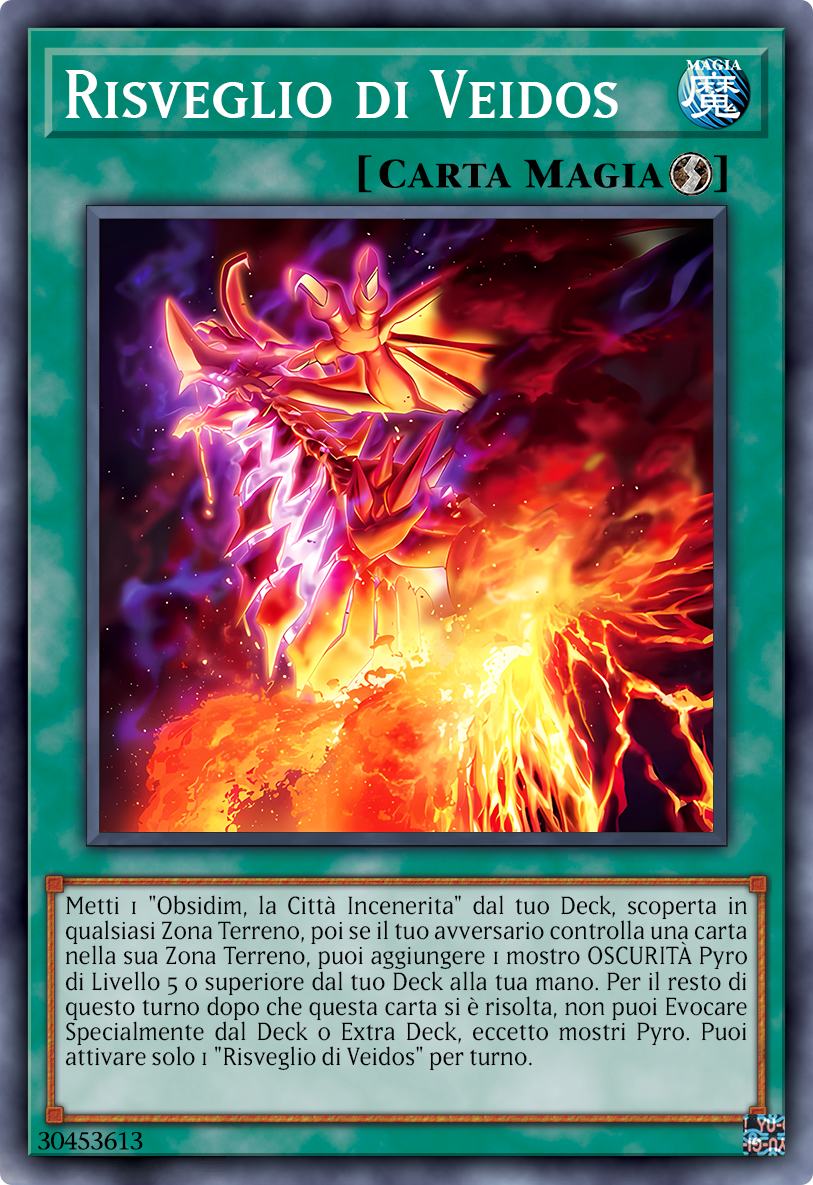 Risveglio di Veidos
MAGIA
魔
[Carta Magia]
Metti 1 "Obsidim, la Città Incenerita" dal tuo Deck, scoperta in
qualsiasi Zona Terreno, poi se il tuo avversario controlla una carta
nella sua Zona Terreno, puoi aggiungere 1 mostro OSCURITÀ Pyro
di Livello 5 o superiore dal tuo Deck alla tua mano. Per il resto di
questo turno dopo che questa carta si è risolta, non puoi Evocare
Specialmente dal Deck o Extra Deck, eccetto mostri Pyro. Puoi
attivare solo 1 "Risveglio di Veidos" per turno.
30453613